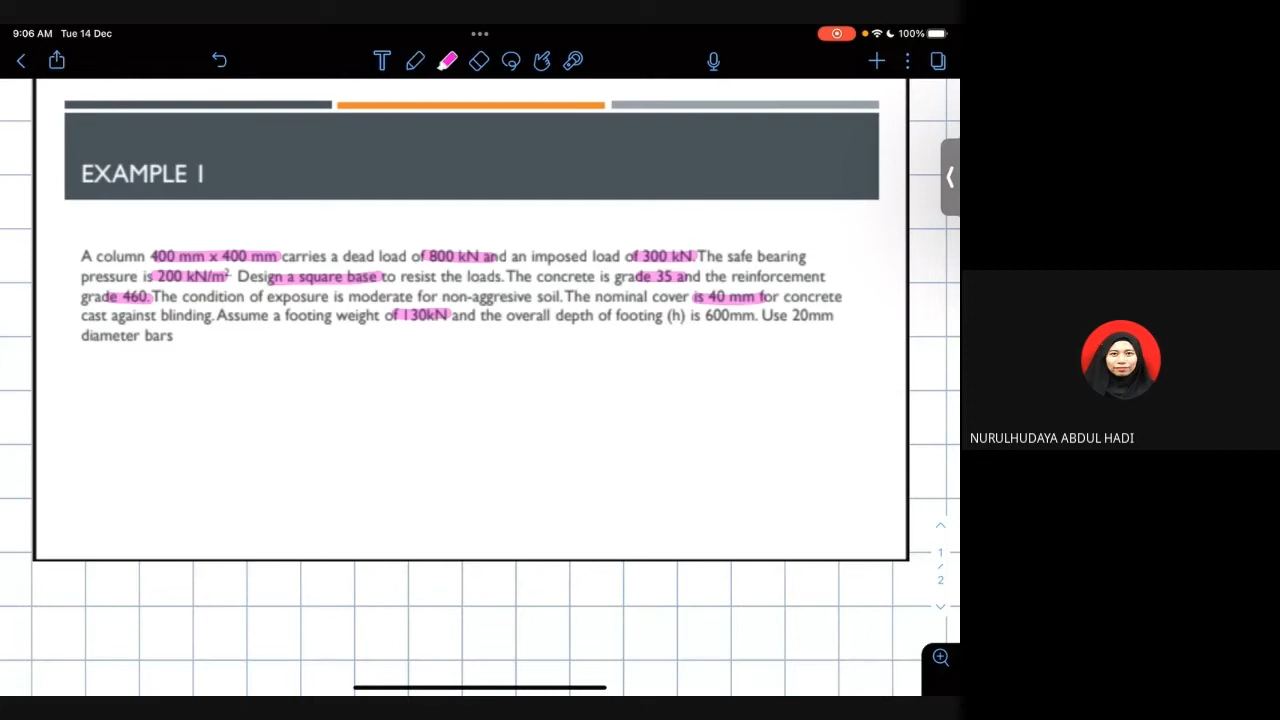 9:06 AM Tue 14 Dec
100%
T
EXAMPLE 1
A column 400 mm x 400 mm carries a dead load of 800 kN and an imposed load of 300 kN. The safe bearing
pressure is 200 kN/m² Design a square base to resist the loads. The concrete is grade 35 and the reinforcement
grade 460. The condition of exposure is moderate for non-aggresive soil. The nominal cover is 40 mm for concrete
cast against blinding. Assume a footing weight of 130kN and the overall depth of footing (h) is 600mm. Use 20mm
diameter bars
1
/
2
NURULHUDAYA ABDUL HADI